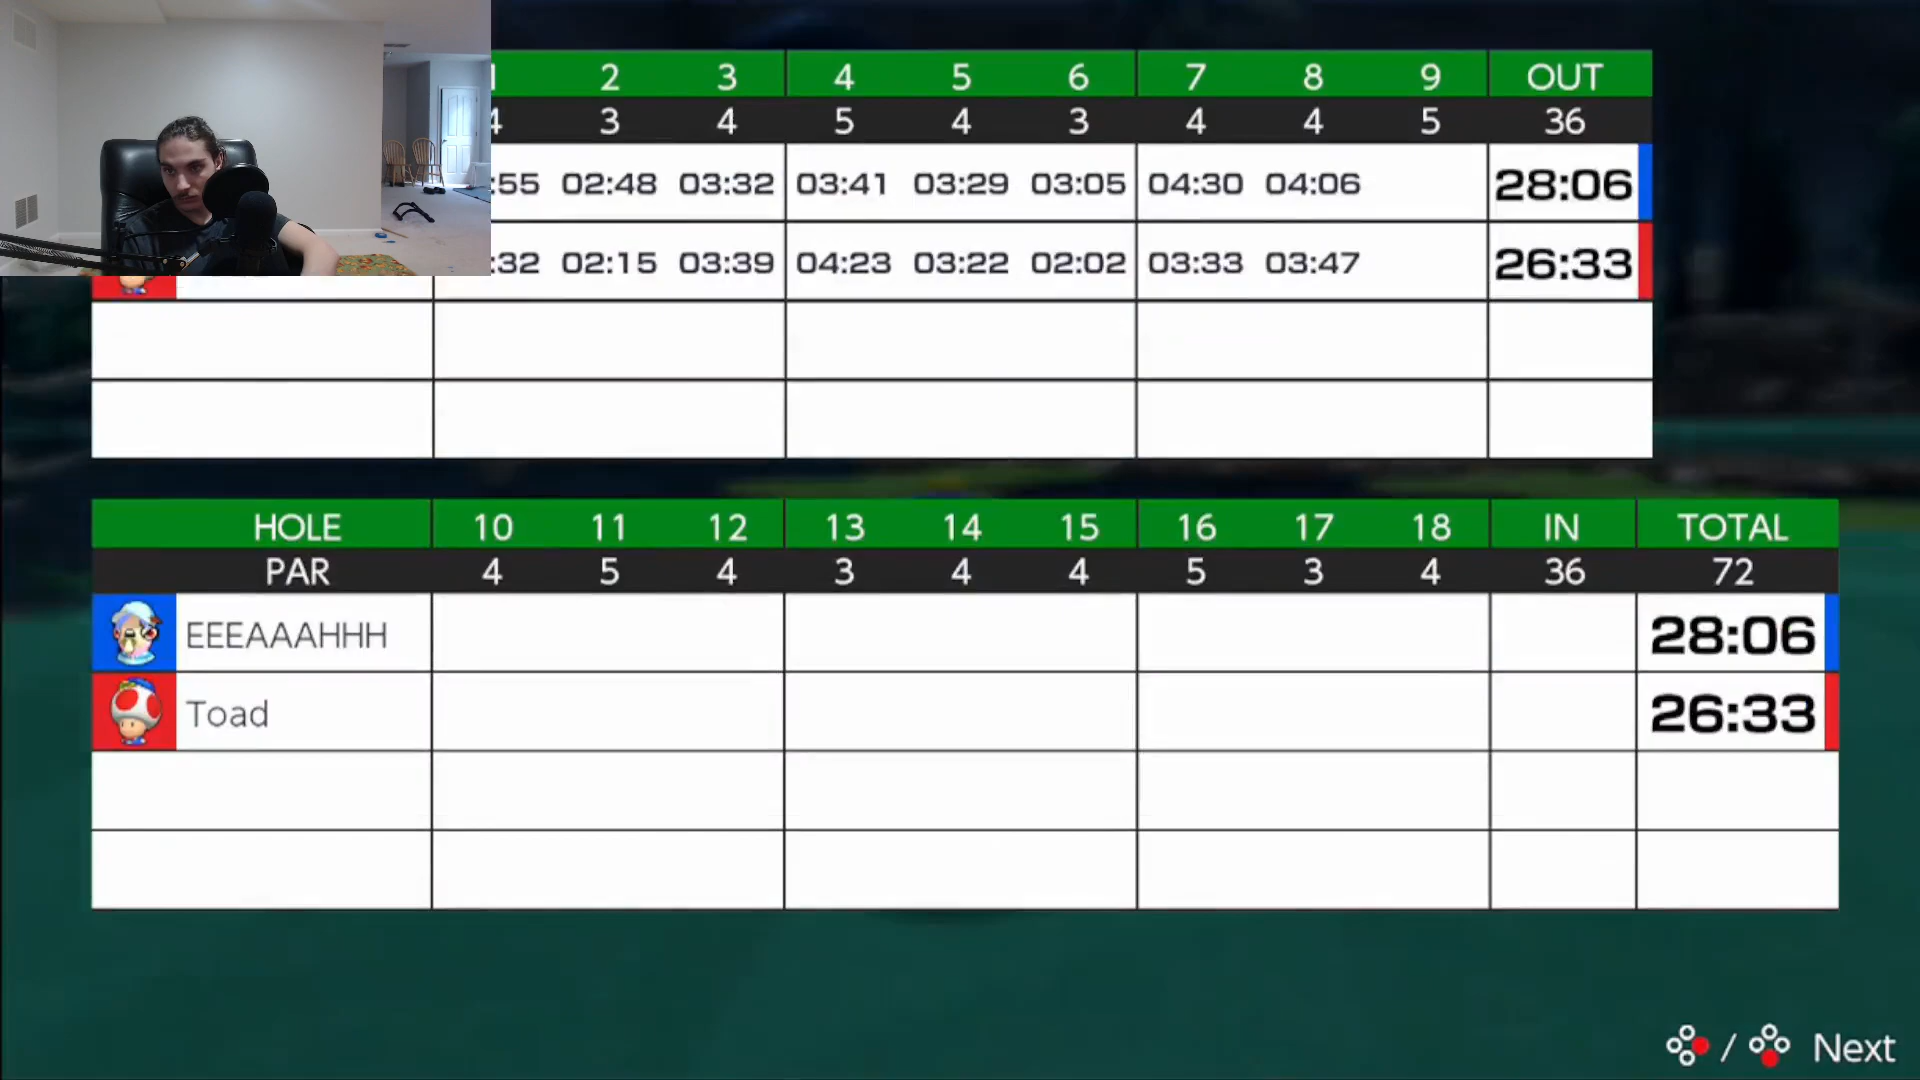 1 2 3 4 5 6 7 8 9 OUT
4 3 4 5 4 3 4 4 5 36
:55 02:48 03:32 03:41 03:29 03:05 04:30 04:06 28:06
:32 02:15 03:39 04:23 03:22 02:02 03:33 03:47 26:33
HOLE 10 11 12 13 14 15 16 17 18 IN TOTAL
PAR 4 5 4 3 4 4 5 3 4 36 72
EEEAAAHHH 28:06
Toad 26:33
/ Next